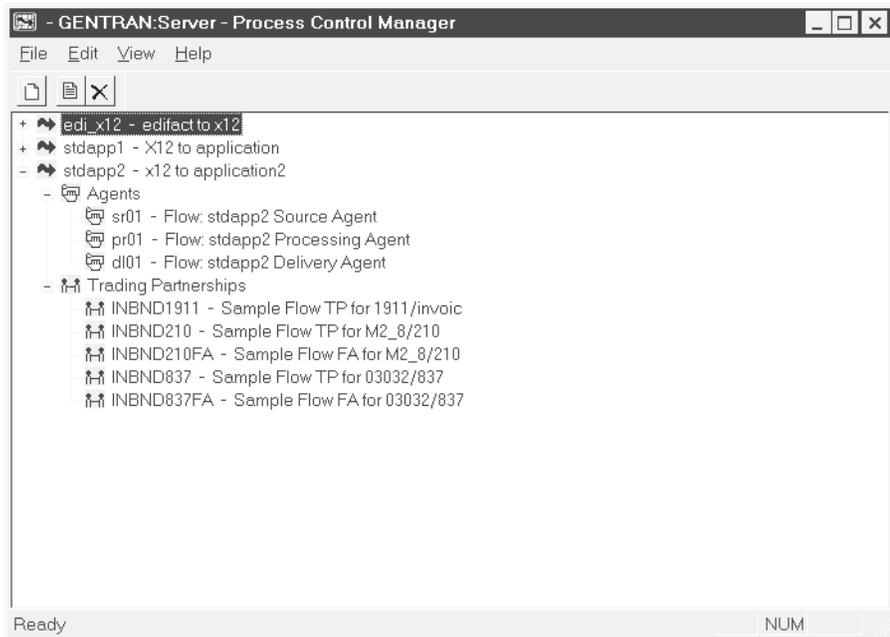 - GENTRAN:Server - Process Control Manager
File Edit View Help
edi_x12 - edifact to x12
stdapp1 - X12 to application
stdapp2 - x12 to application2
Agents
sr01 - Flow: stdapp2 Source Agent
pr01 - Flow: stdapp2 Processing Agent
dl01 - Flow: stdapp2 Delivery Agent
Trading Partnerships
INBND1911 - Sample Flow TP for 1911/invoic
INBND210 - Sample Flow TP for M2_8/210
INBND210FA - Sample Flow FA for M2_8/210
INBND837 - Sample Flow TP for 03032/837
INBND837FA - Sample Flow FA for 03032/837
Ready NUM